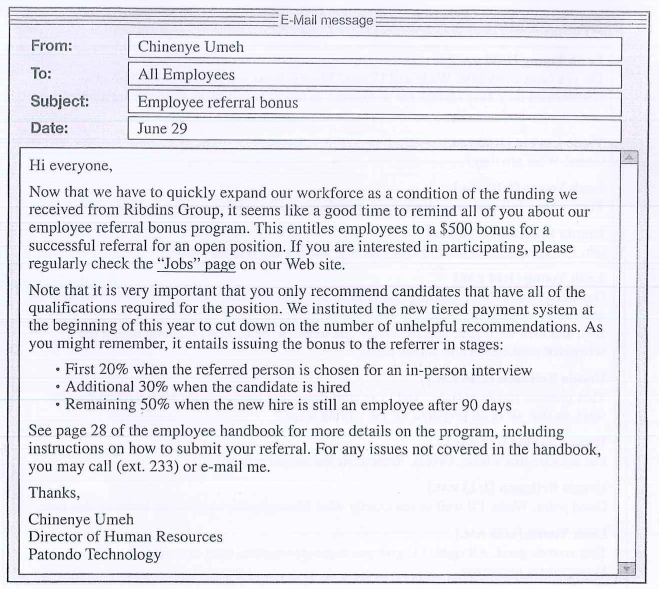 E-Mail message
From: Chinenye Umeh
To: All Employees
Subject: Employee referral bonus
Date: June 29
Hi everyone,
Now that we have to quickly expand our workforce as a condition of the funding we
received from Ribdins Group, it seems like a good time to remind all of you about our
employee referral bonus program. This entitles employees to a $500 bonus for a
successful referral for an open position. If you are interested in participating, please
regularly check the “Jobs” page on our Web site.
Note that it is very important that you only recommend candidates that have all of the
qualifications required for the position. We instituted the new tiered payment system at
the beginning of this year to cut down on the number of unhelpful recommendations. As
you might remember, it entails issuing the bonus to the referrer in stages:
• First 20% when the referred person is chosen for an in-person interview
• Additional 30% when the candidate is hired
• Remaining 50% when the new hire is still an employee after 90 days
See page 28 of the employee handbook for more details on the program, including
instructions on how to submit your referral. For any issues not covered in the handbook,
you may call (ext. 233) or e-mail me.
Thanks,
Chinenye Umeh
Director of Human Resources
Patondo Technology